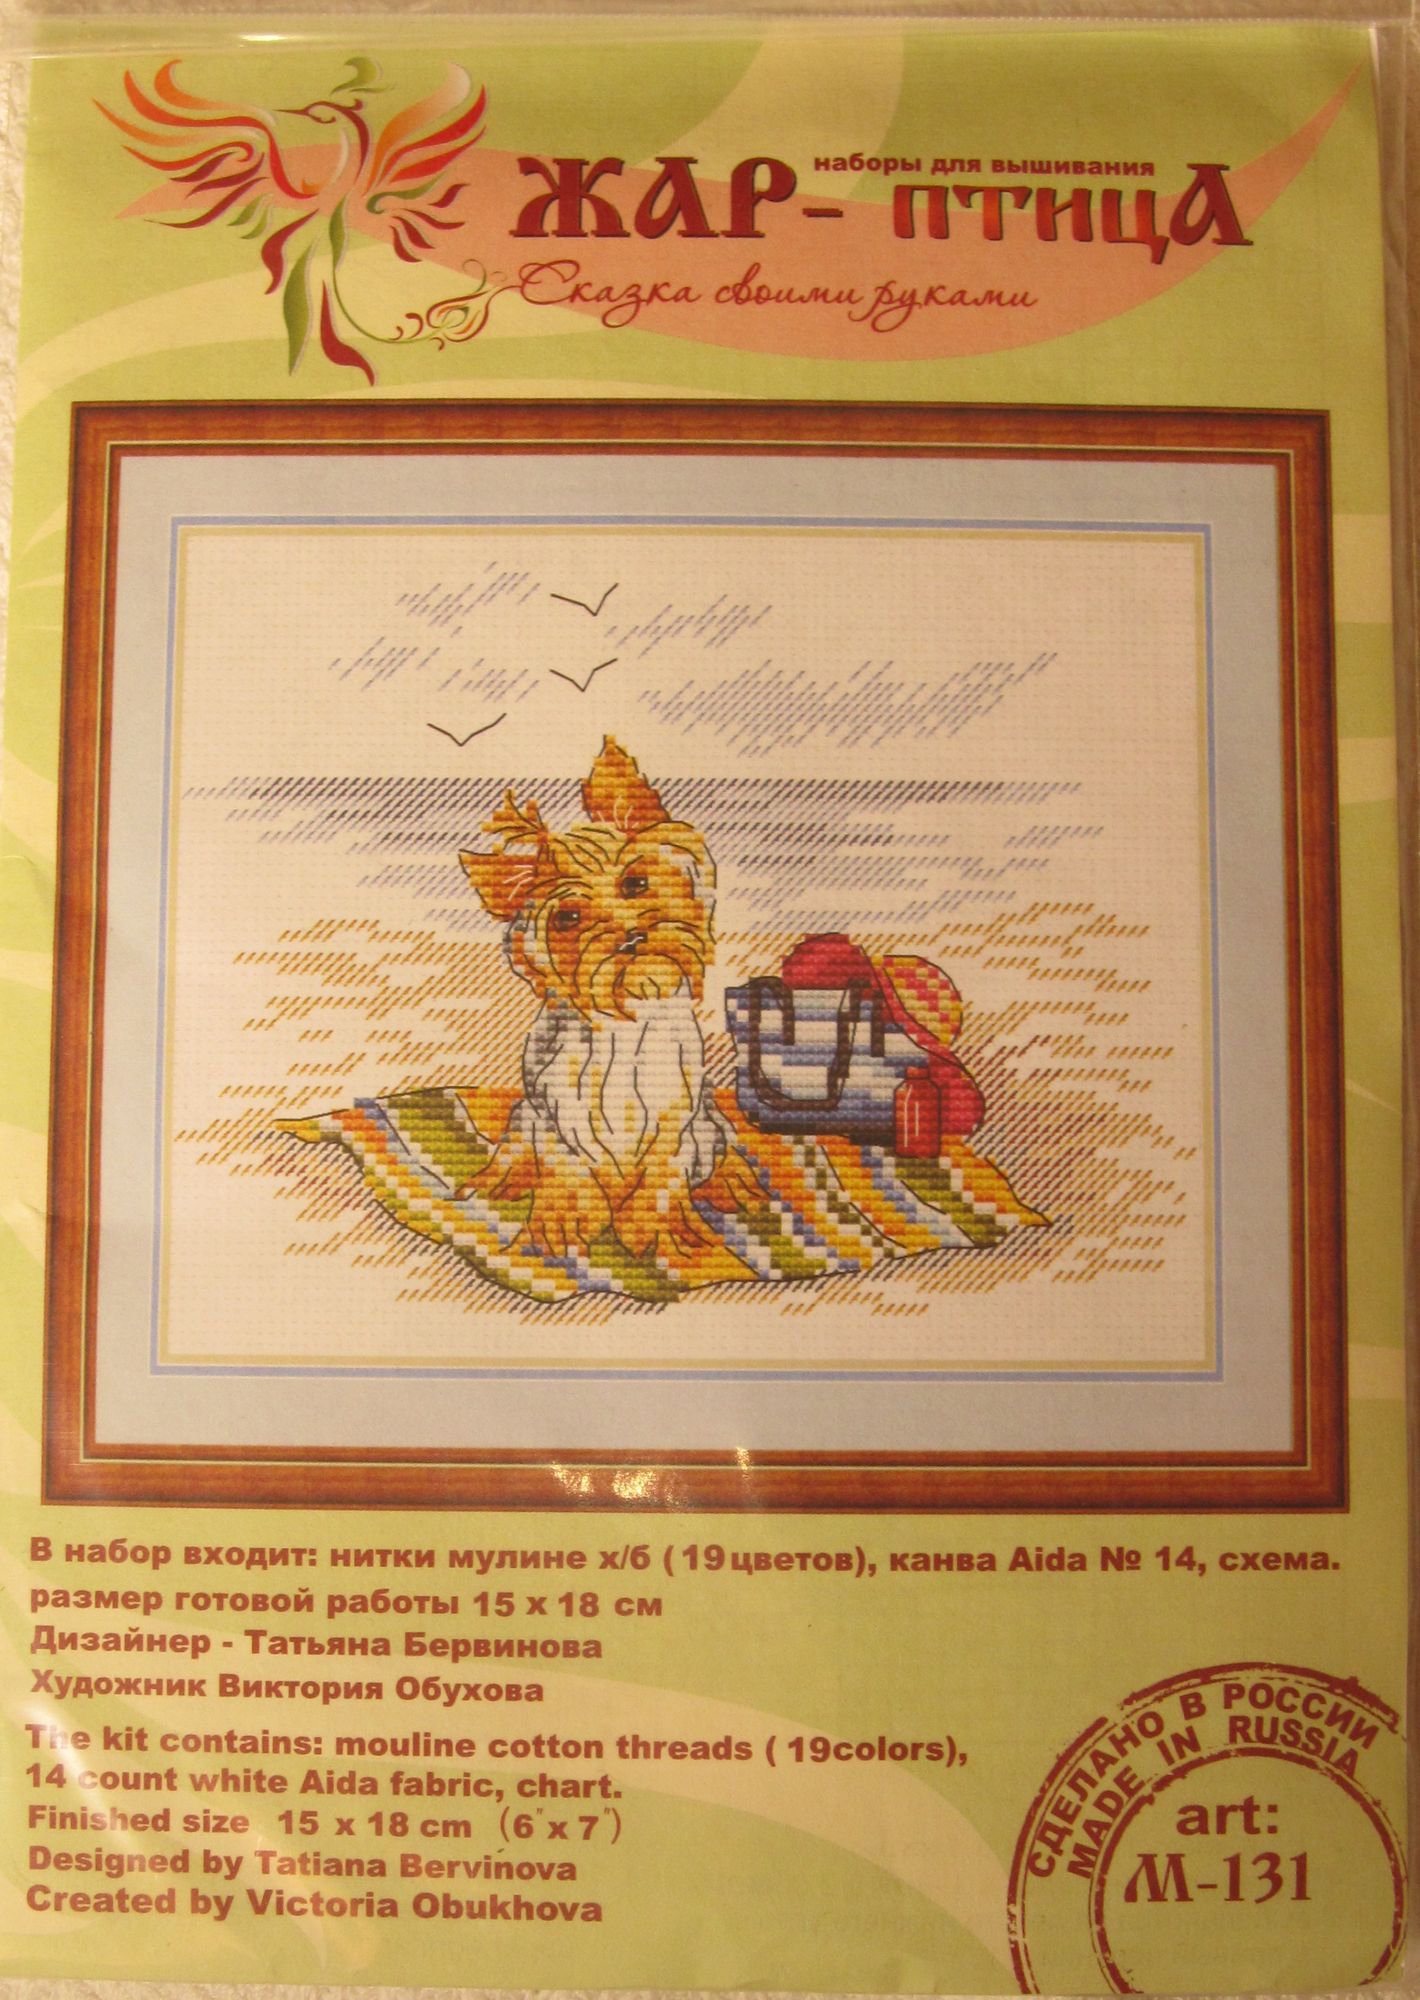 наборы для вышивания
ЖАР- ПТИЦА
Сказка своими руками
В набор входит: нитки мулине х/б ( 19цветов), канва Aida № 14, схема.
размер готовой работы 15 х 18 см
Дизайнер - Татьяна Бервинова
Художник Виктория Обухова
The kit contains: mouline cotton threads ( 19colors),
14 count white Aida fabric, chart.
Finished size 15 x 18 cm (6" x 7")
Designed by Tatiana Bervinova
Created by Victoria Obukhova
СДЕЛАНО В РОССИИ
MADE IN RUSSIA
art:
М-131